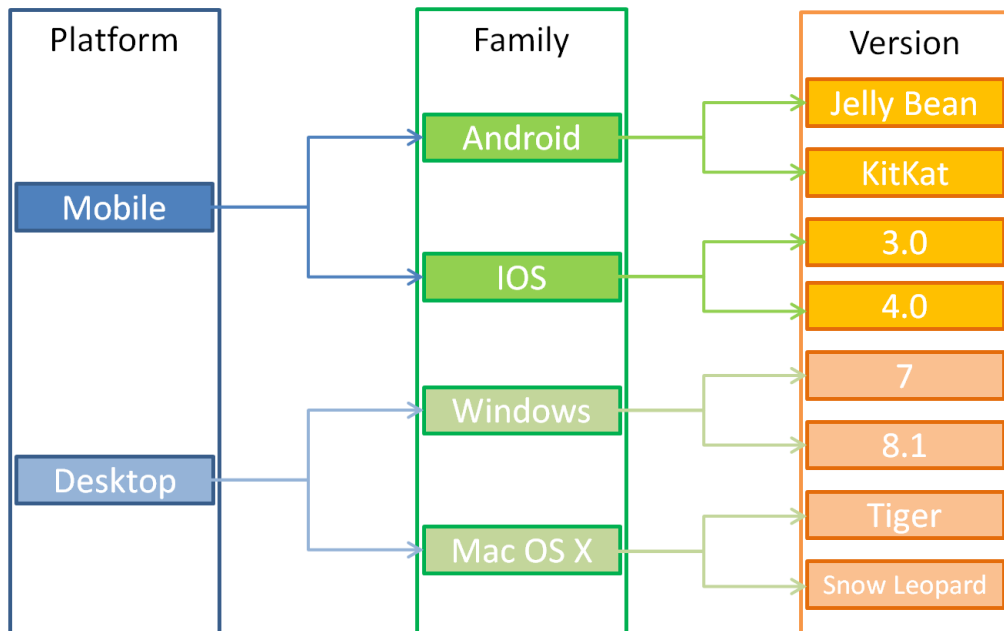 Platform
Family
Version
Mobile
Desktop
Android
IOS
Windows
Mac OS X
Jelly Bean
KitKat
3.0
4.0
7
8.1
Tiger
Snow Leopard